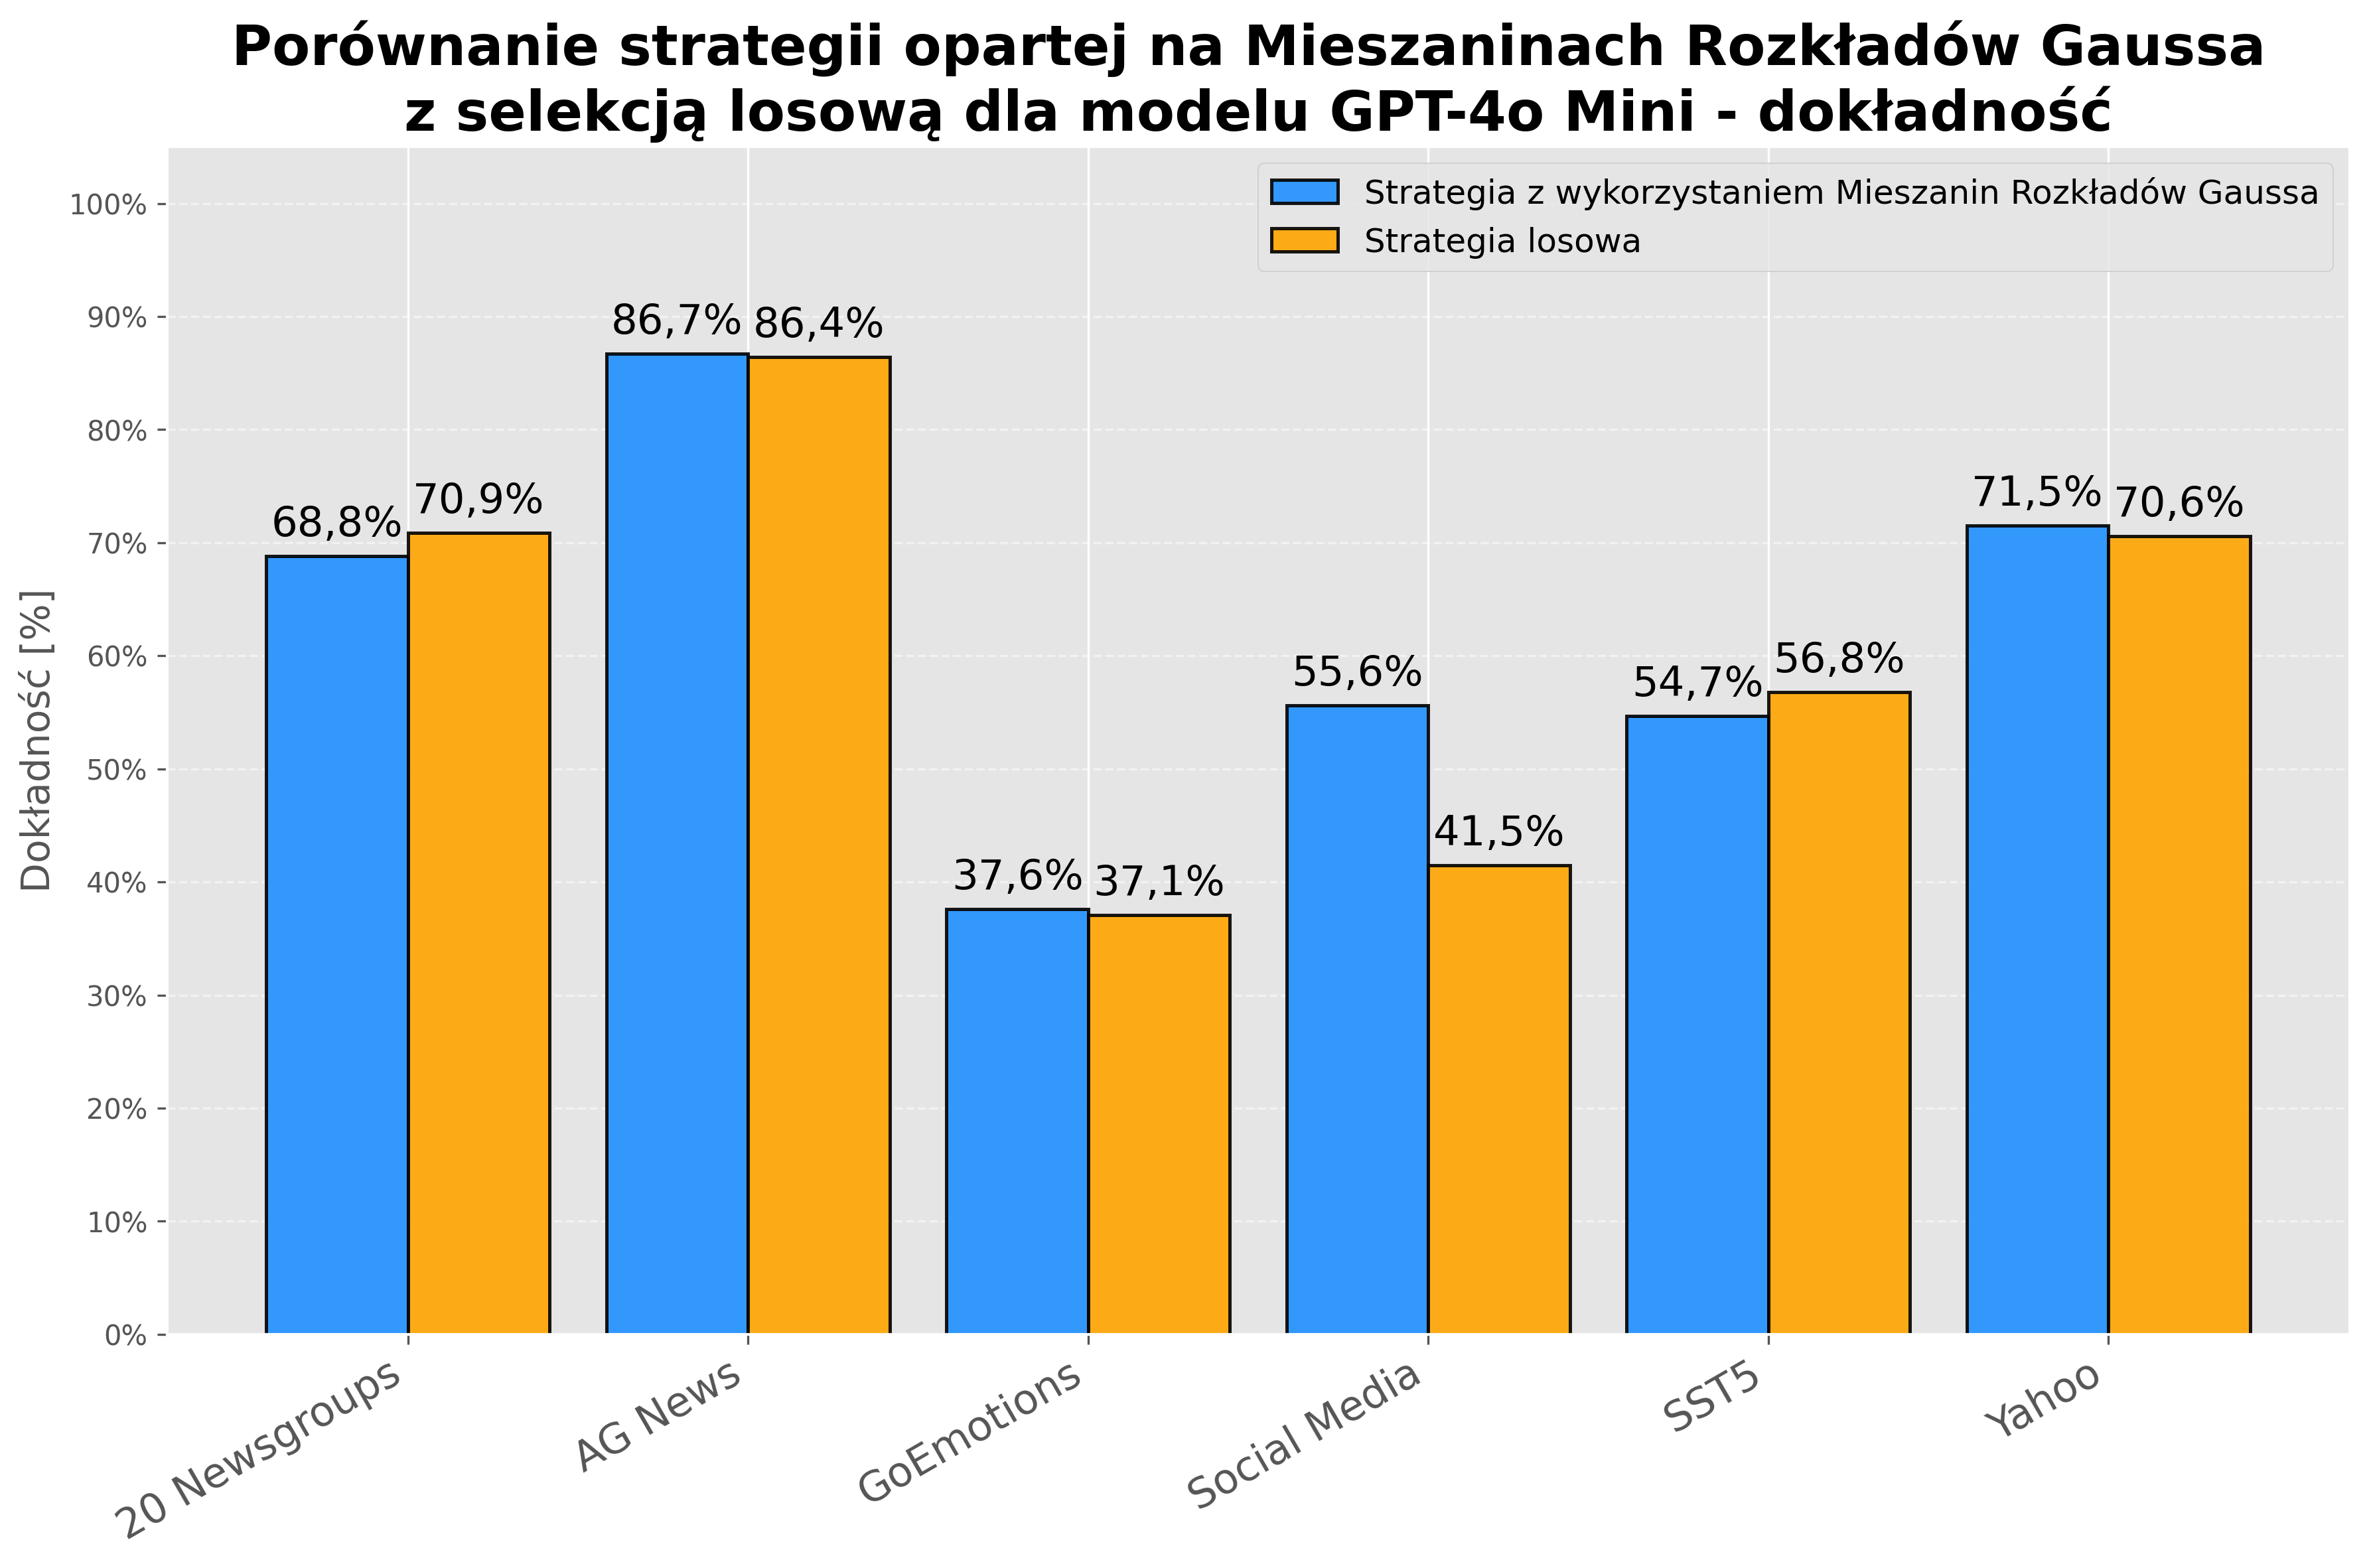 Porównanie strategii opartej na Mieszaninach Rozkładów Gaussa
z selekcją losową dla modelu GPT-4o Mini - dokładność
Strategia z wykorzystaniem Mieszanin Rozkładów Gaussa
Strategia losowa
Dokładność [%]
100%
90%
80%
70%
60%
50%
40%
30%
20%
10%
0%
68,8%
70,9%
86,7%
86,4%
37,6%
37,1%
55,6%
41,5%
54,7%
56,8%
71,5%
70,6%
20 Newsgroups
AG News
GoEmotions
Social Media
SST5
Yahoo